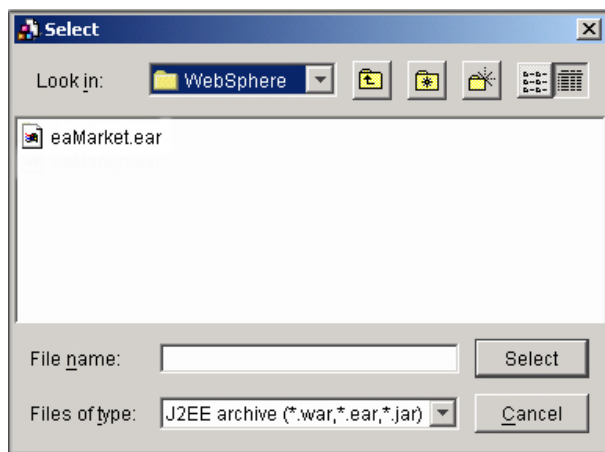 Select
Look in: WebSphere
eaMarket.ear
File name: Select
Files of type: J2EE archive (*.war,*.ear,*.jar) Cancel